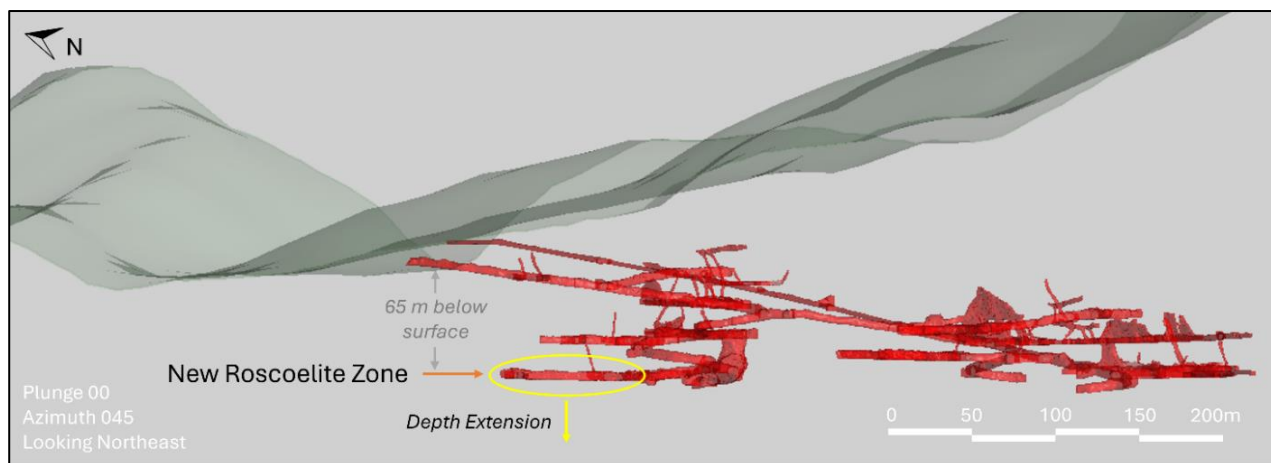 N
65 m below
surface
New Roscoelite Zone
Depth Extension
Plunge 00
Azimuth 045
Looking Northeast
0 50 100 150 200m